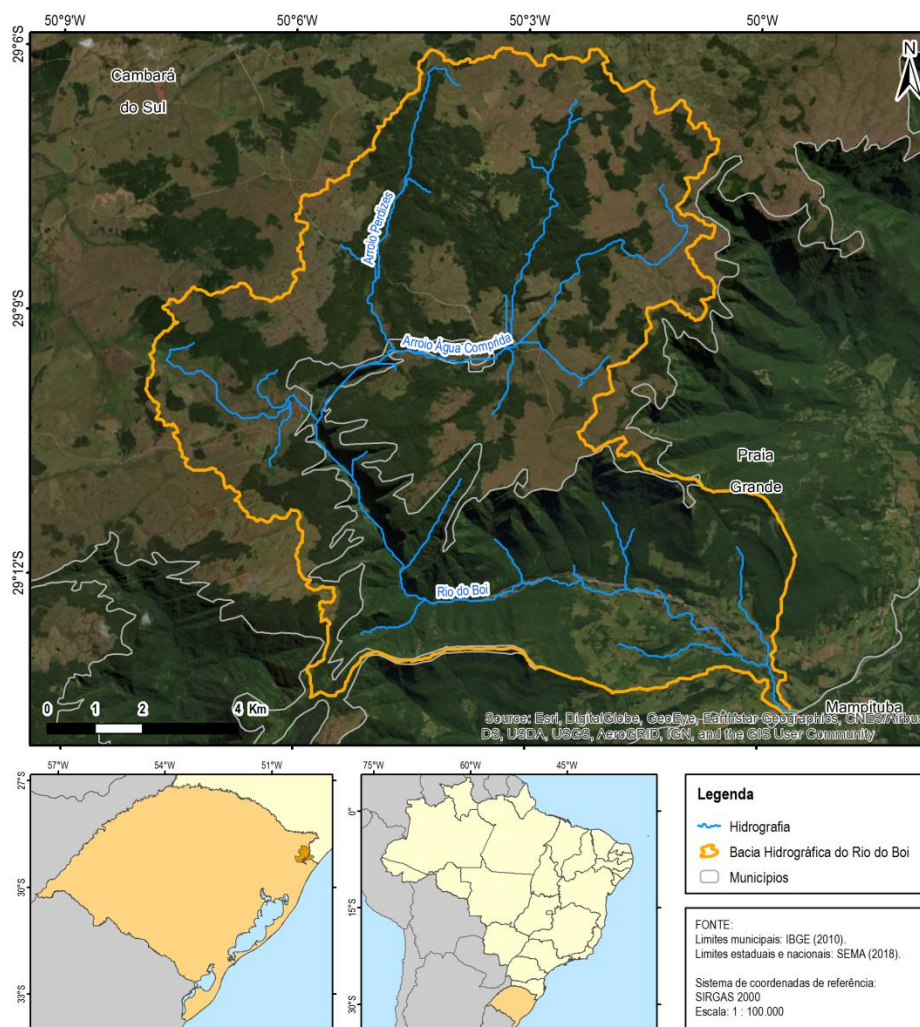 50°9'W
50°6'W
50°3'W
50°W
29°6'S
29°9'S
29°12'S
Cambará
do Sul
N
Arroio Perdizes
Arroio Água Comprida
Praia
Grande
Rio do Boi
Mampituba
0 1 2 4 Km
Source: Esri, DigitalGlobe, GeoEye, Earthstar Geographics, CNES/Airbus
DS, USDA, USGS, AeroGRID, IGN, and the GIS User Community
57°W
54°W
51°W
27°S
30°S
33°S
75°W
60°W
45°W
0°
15°S
30°S
Legenda
Hidrografia
Bacia Hidrográfica do Rio do Boi
Municípios
FONTE:
Limites municipais: IBGE (2010).
Limites estaduais e nacionais: SEMA (2018).
Sistema de coordenadas de referência:
SIRGAS 2000
Escala: 1 : 100.000